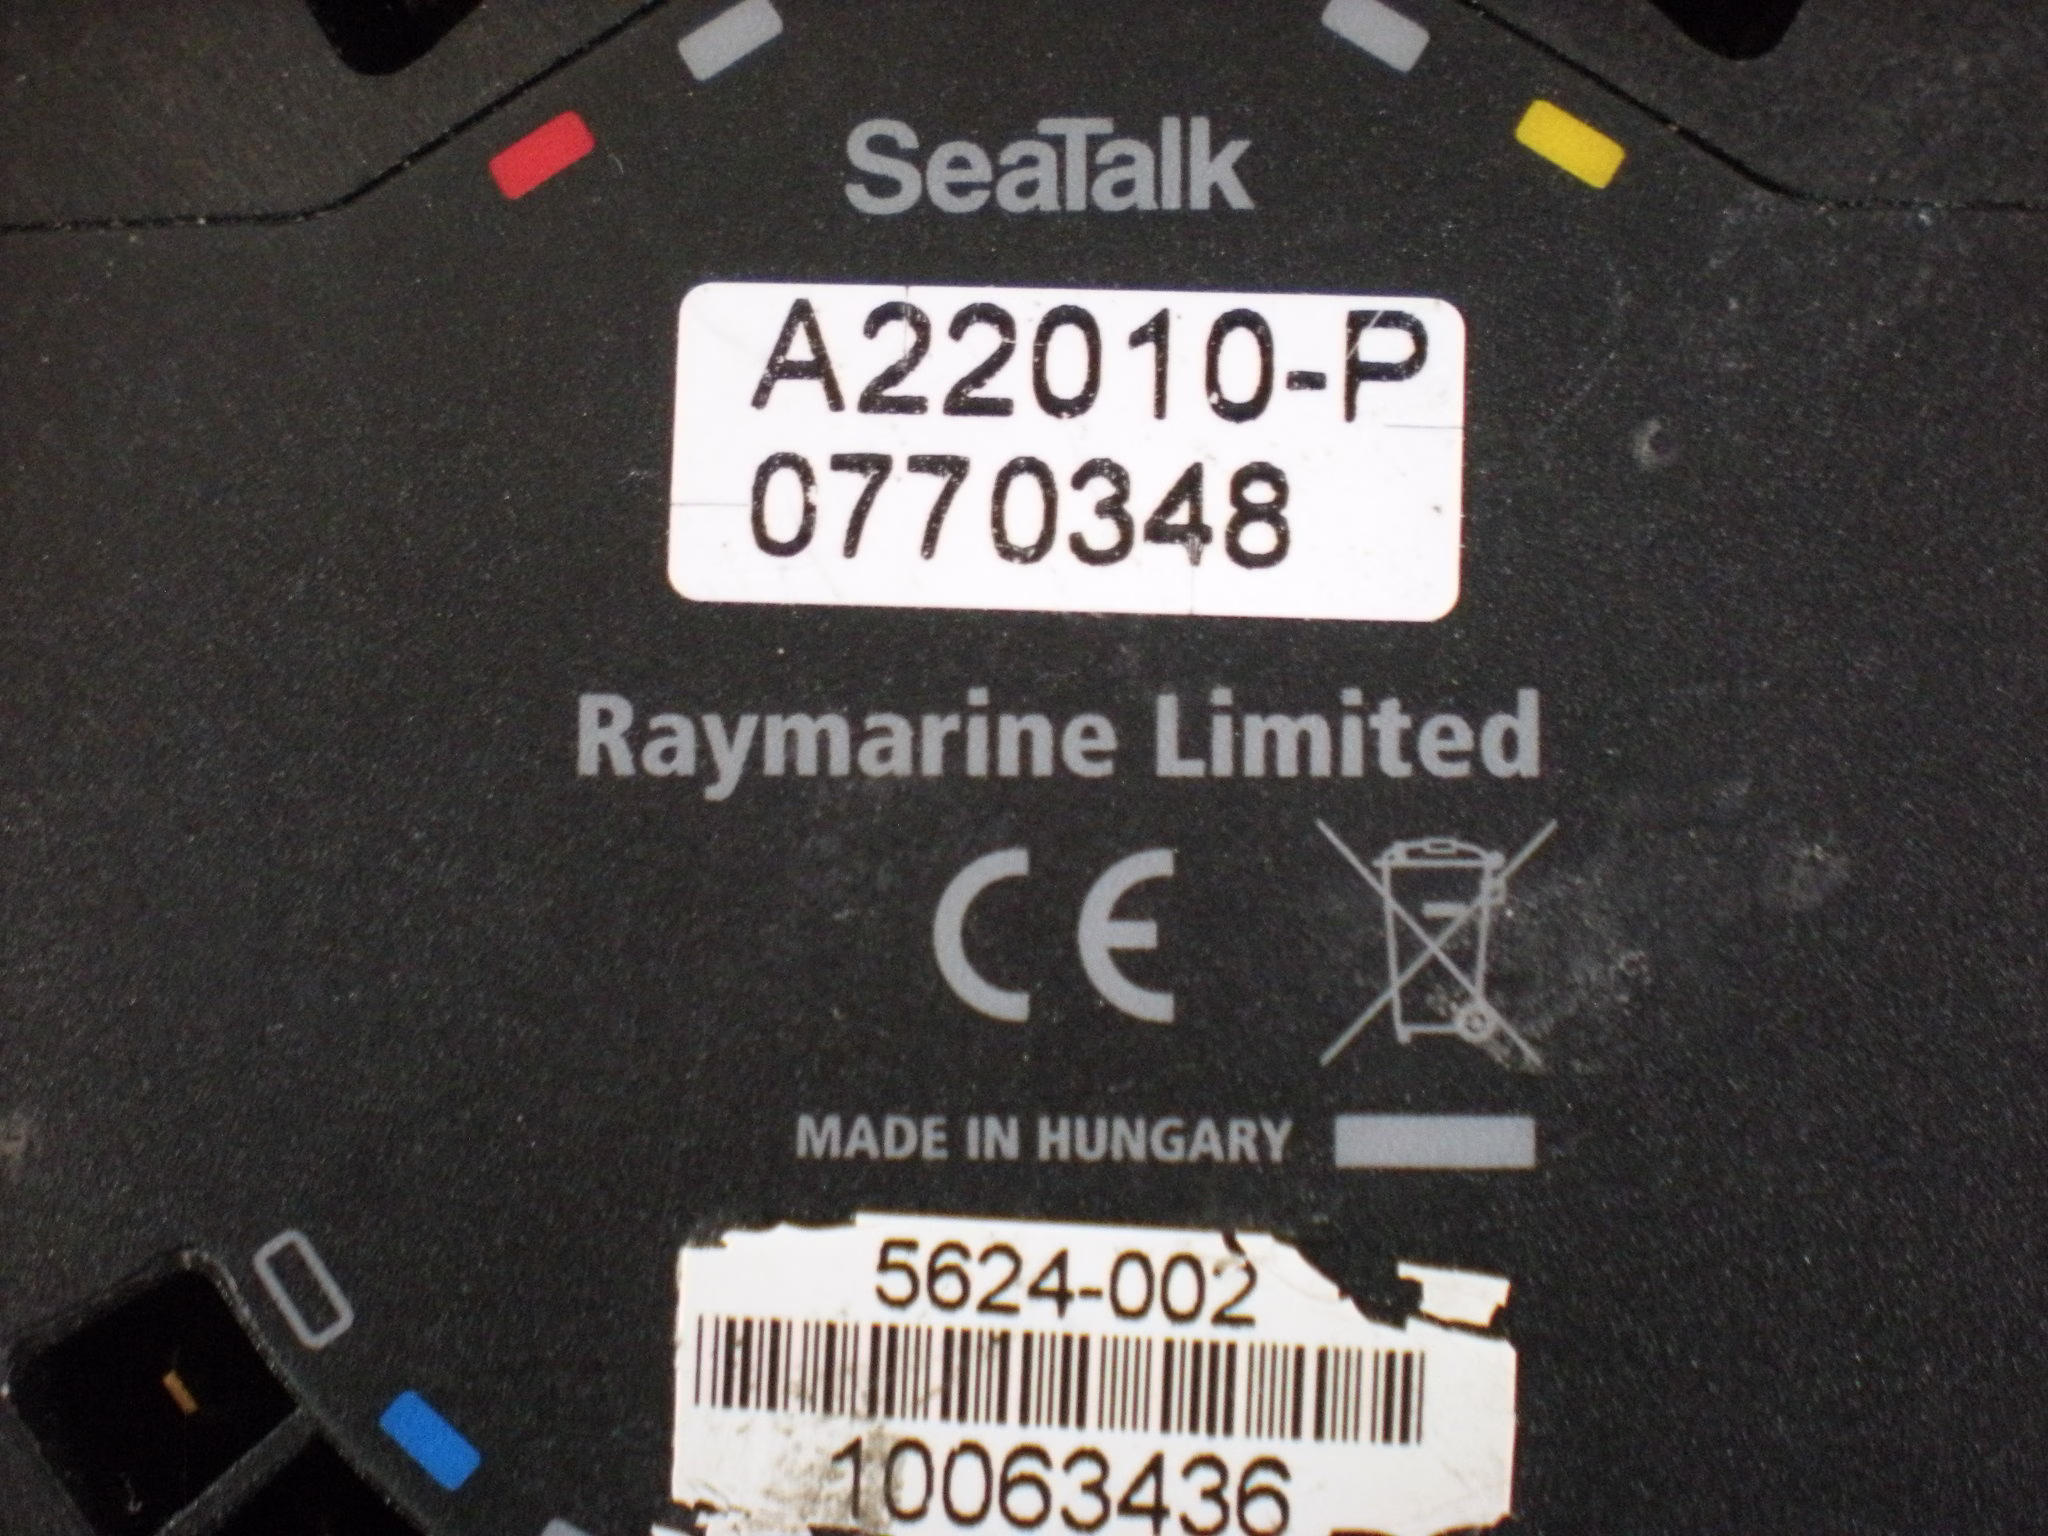 SeaTalk
A22010-P
0770348
Raymarine Limited
CE
MADE IN HUNGARY
5624-002
10063436